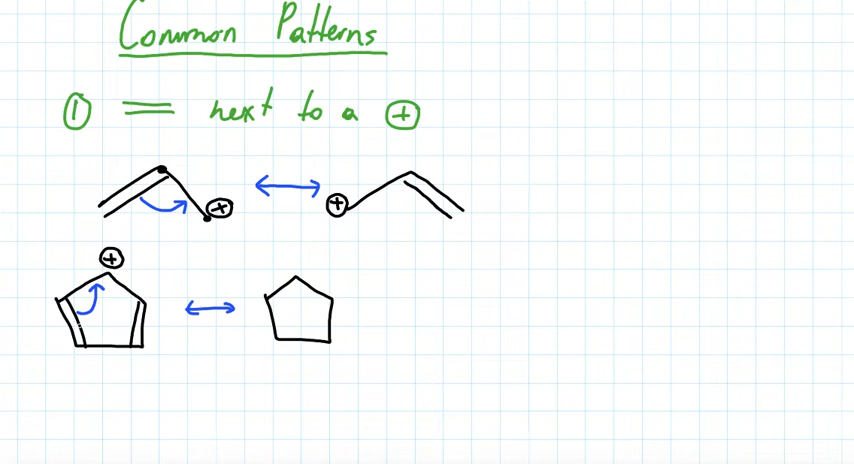 Common Patterns
① = next to a ⊕
⊕ ⊕
⊕